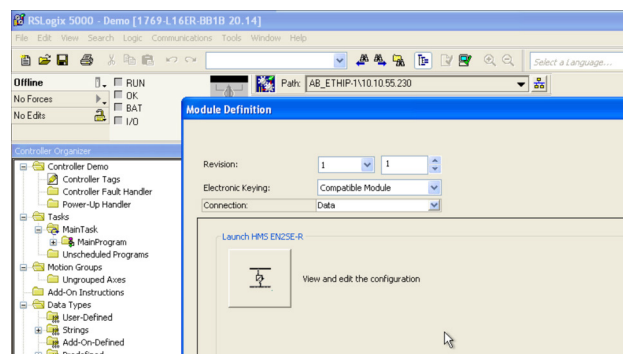 RSLogix 5000 - Demo [1769-L16ER-BB1B 20.14]
File Edit View Search Logic Communications Tools Window Help
Select a Language...
Offline
RUN
Path: AB_ETHIP-1\10.10.55.230
No Forces
OK
No Edits
BAT
I/O
Module Definition
Controller Organizer
Controller Demo
Controller Tags
Controller Fault Handler
Power-Up Handler
Tasks
MainTask
MainProgram
Unscheduled Programs
Motion Groups
Ungrouped Axes
Add-On Instructions
Data Types
User-Defined
Strings
Add-On-Defined
Predefined
Revision: 1 1
Electronic Keying: Compatible Module
Connection: Data
Launch HMS EN2SE-R
View and edit the configuration